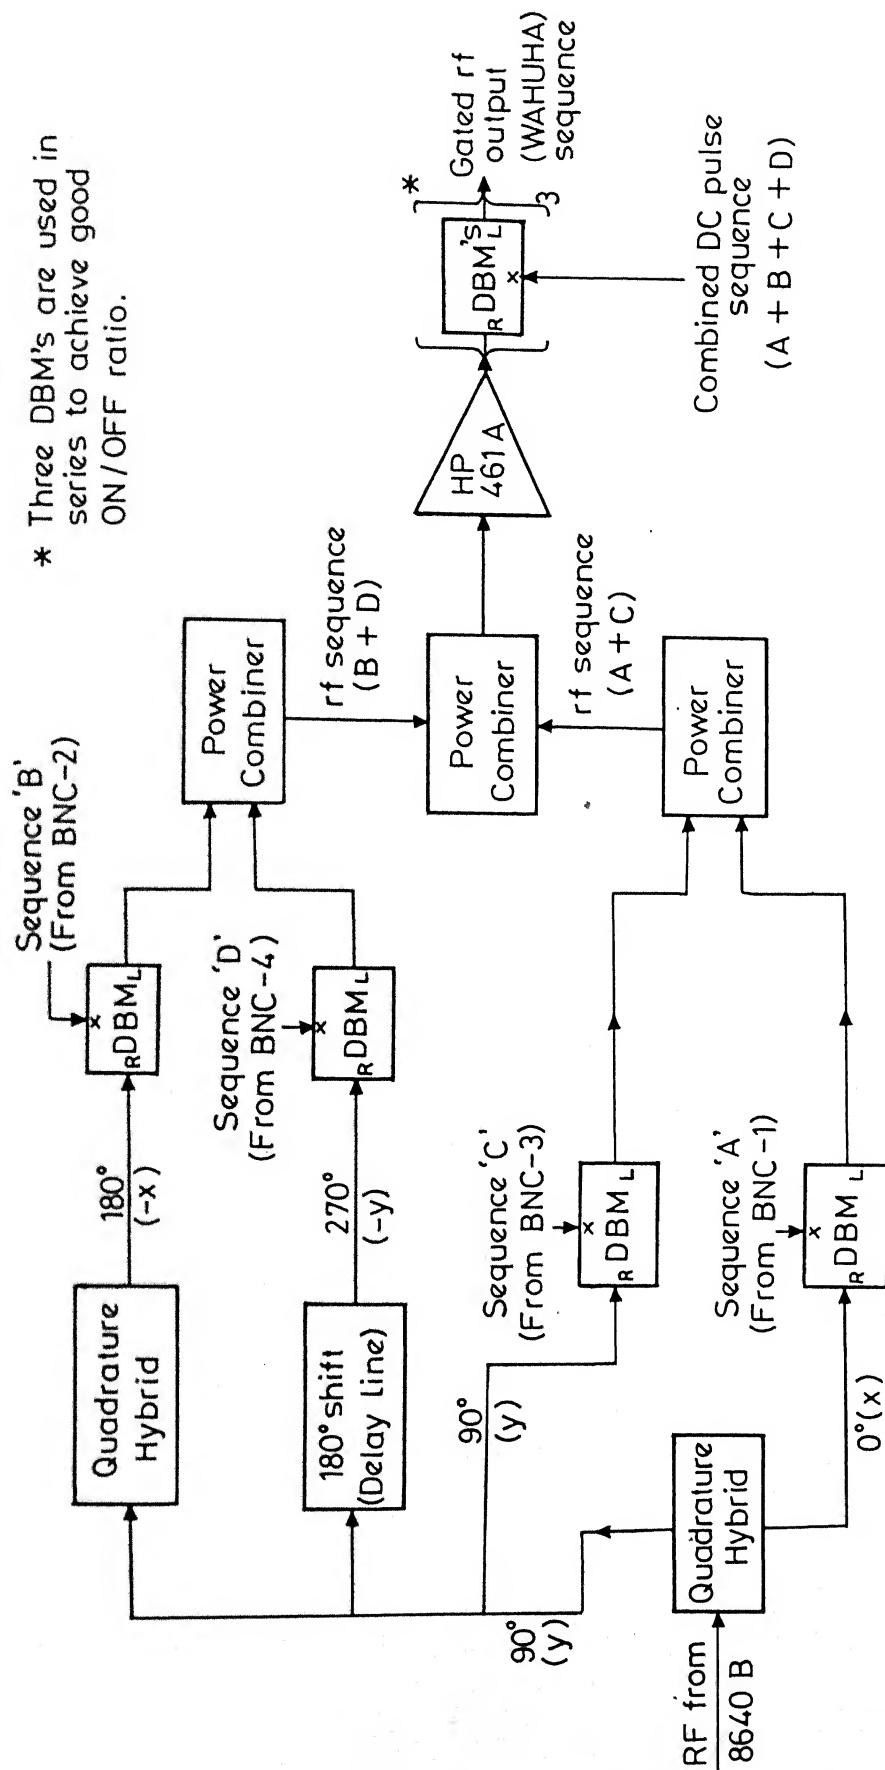 * Three DBM's are used in
series to achieve good
ON/OFF ratio.
Sequence 'B'
(From BNC-2)
Quadrature
Hybrid
180°
(-x)
x
R DBM L
Power
Combiner
Sequence 'D'
(From BNC-4)
180° shift
(Delay Line)
270°
(-y)
x
R DBM L
rf sequence
(B + D)
90°
(y)
90°
(y)
Sequence 'C'
(From BNC-3)
x
R DBM L
Power
Combiner
HP
461 A
R DBM'S L
x
*
3
Gated rf
output
(WAHUHA)
sequence
rf sequence
(A + C)
Combined DC pulse
sequence
(A + B + C + D)
RF from
8640 B
Quadrature
Hybrid
0° (x)
Sequence 'A'
(From BNC-1)
x
R DBM L
Power
Combiner